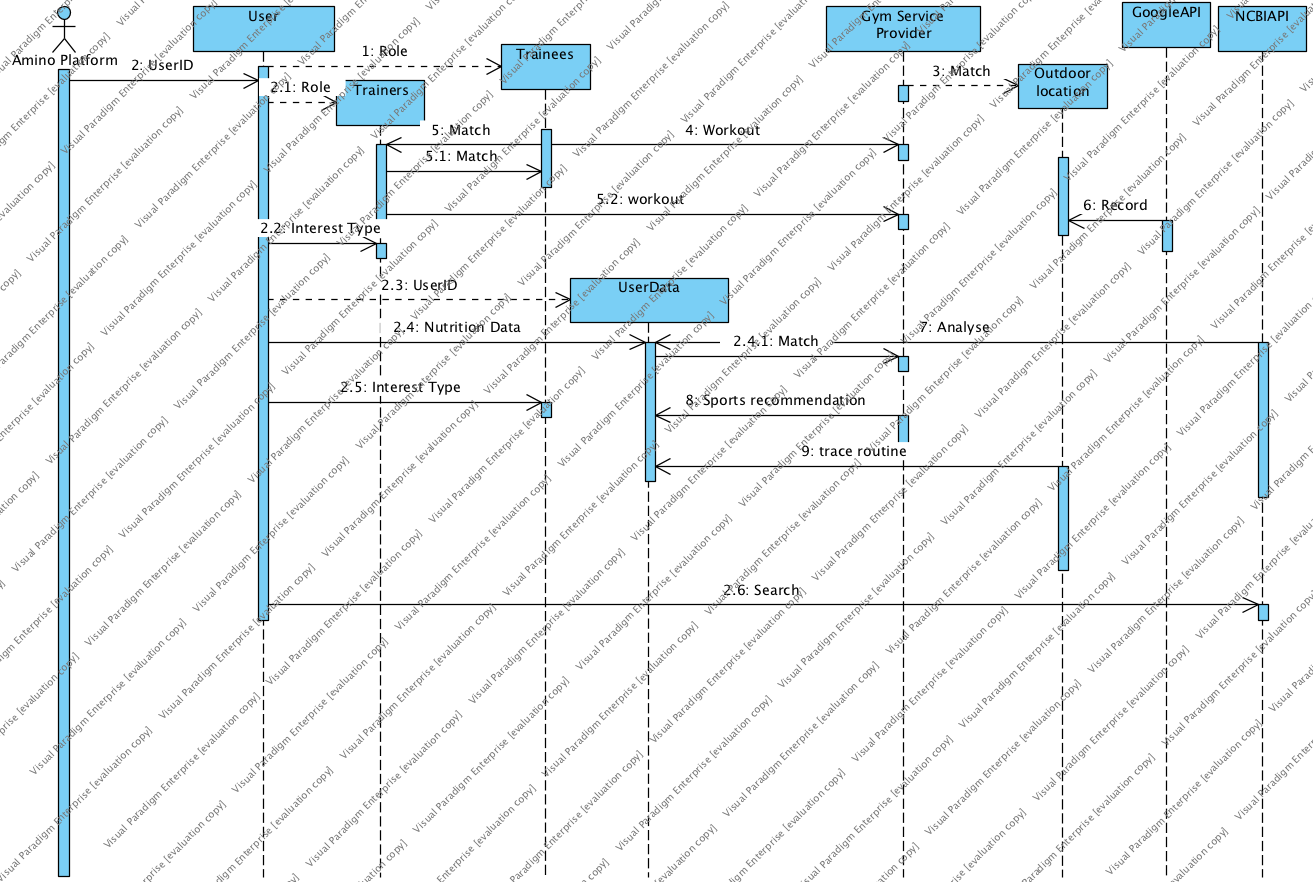 User
Gym Service
Provider
GoogleAPI
NCBIAPI
Amino Platform
1: Role
Trainees
2: UserID
2.1: Role
Trainers
3: Match
Outdoor
location
5: Match
4: Workout
5.1: Match
5.2: workout
6: Record
2.2: Interest Type
2.3: UserID
UserData
2.4: Nutrition Data
7: Analyse
2.4.1: Match
2.5: Interest Type
8: Sports recommendation
9: trace routine
2.6: Search
Visual Paradigm Enterprise [evaluation copy]